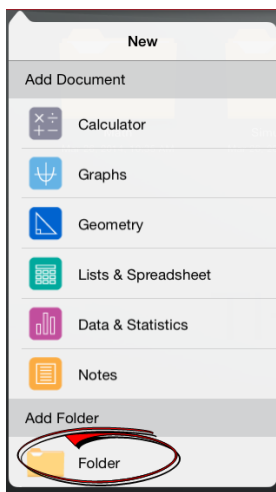 New
Add Document
Calculator
Graphs
Geometry
Lists & Spreadsheet
Data & Statistics
Notes
Add Folder
Folder